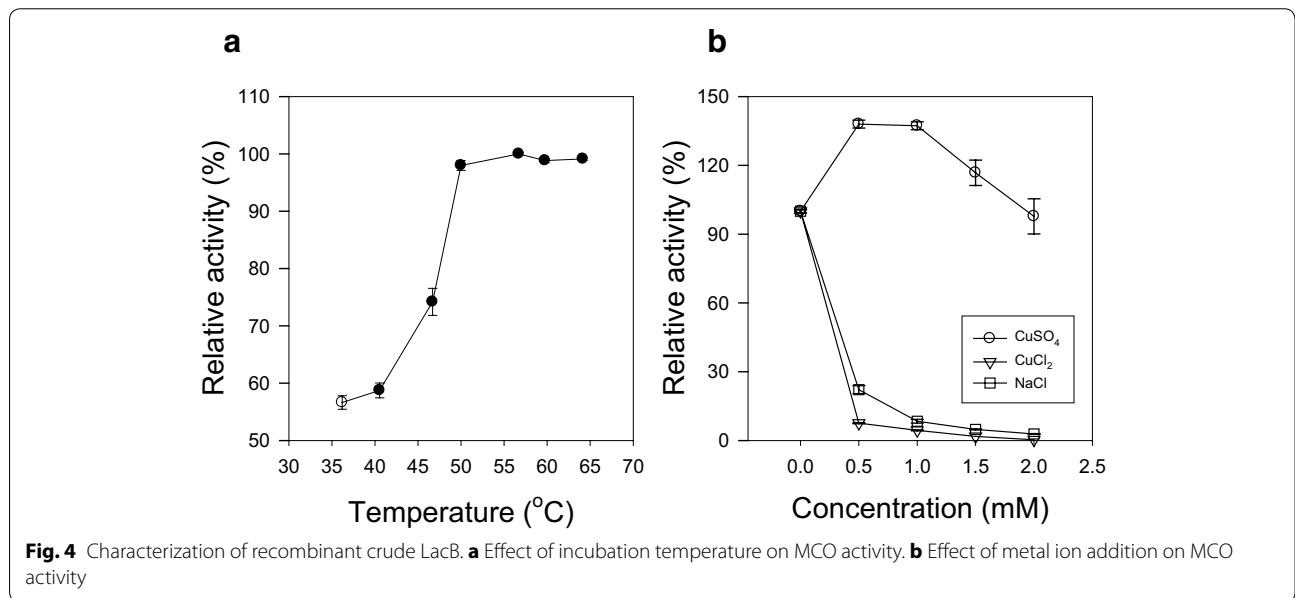 a
b
110
100
90
80
70
60
50
Relative activity (%)
30 35 40 45 50 55 60 65 70
Temperature (°C)
150
120
90
60
30
0
Relative activity (%)
CuSO₄
CuCl₂
NaCl
0.0 0.5 1.0 1.5 2.0 2.5
Concentration (mM)
Fig. 4 Characterization of recombinant crude LacB. a Effect of incubation temperature on MCO activity. b Effect of metal ion addition on MCO
activity